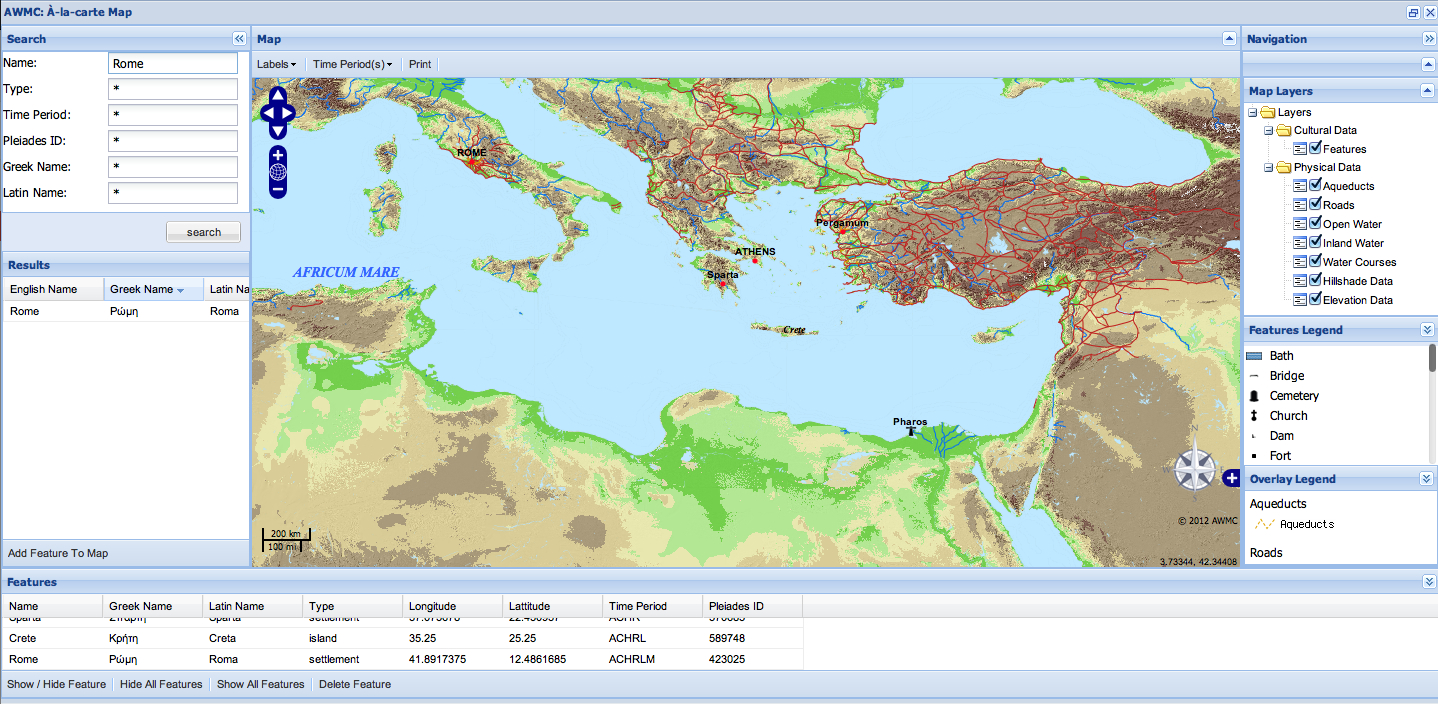 AWMC: À-la-carte Map
Search
Name: Rome
Type: *
Time Period: *
Pleiades ID: *
Greek Name: *
Latin Name: *
search
Results
English Name Greek Name Latin Na
Rome Ρώμη Roma
Add Feature To Map
Map
Labels Time Period(s) Print
ROME
Pergamum
ATHENS
Sparta
AFRICUM MARE
Crete
Pharos
200 km
100 mi
© 2012 AWMC
3.73344, 42.34408
Navigation
Map Layers
Layers
Cultural Data
Features
Physical Data
Aqueducts
Roads
Open Water
Inland Water
Water Courses
Hillshade Data
Elevation Data
Features Legend
Bath
Bridge
Cemetery
Church
Dam
Fort
Overlay Legend
Aqueducts
Aqueducts
Roads
Features
Name Greek Name Latin Name Type Longitude Lattitude Time Period Pleiades ID
Sparta Σπάρτη Sparta settlement
Crete Κρήτη Creta island 35.25 25.25 ACHRL 589748
Rome Ρώμη Roma settlement 41.8917375 12.4861685 ACHRLM 423025
Show / Hide Feature Hide All Features Show All Features Delete Feature